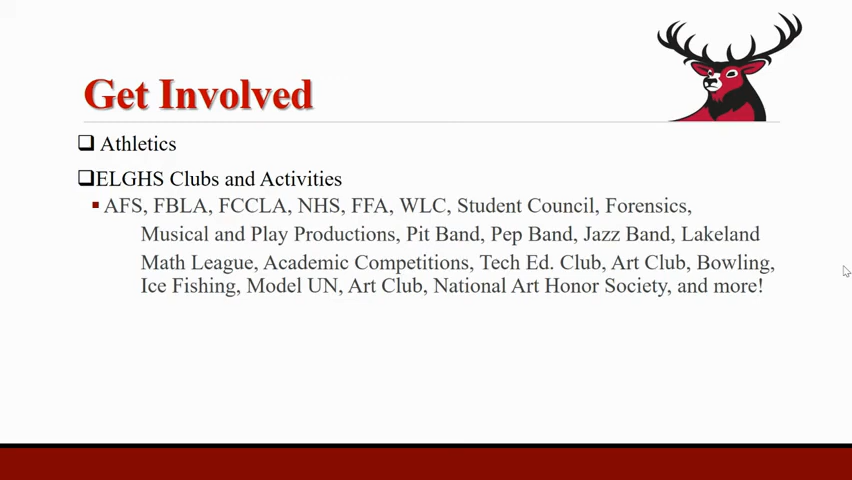 Get Involved
Athletics
ELGHS Clubs and Activities
AFS, FBLA, FCCLA, NHS, FFA, WLC, Student Council, Forensics,
Musical and Play Productions, Pit Band, Pep Band, Jazz Band, Lakeland
Math League, Academic Competitions, Tech Ed. Club, Art Club, Bowling,
Ice Fishing, Model UN, Art Club, National Art Honor Society, and more!